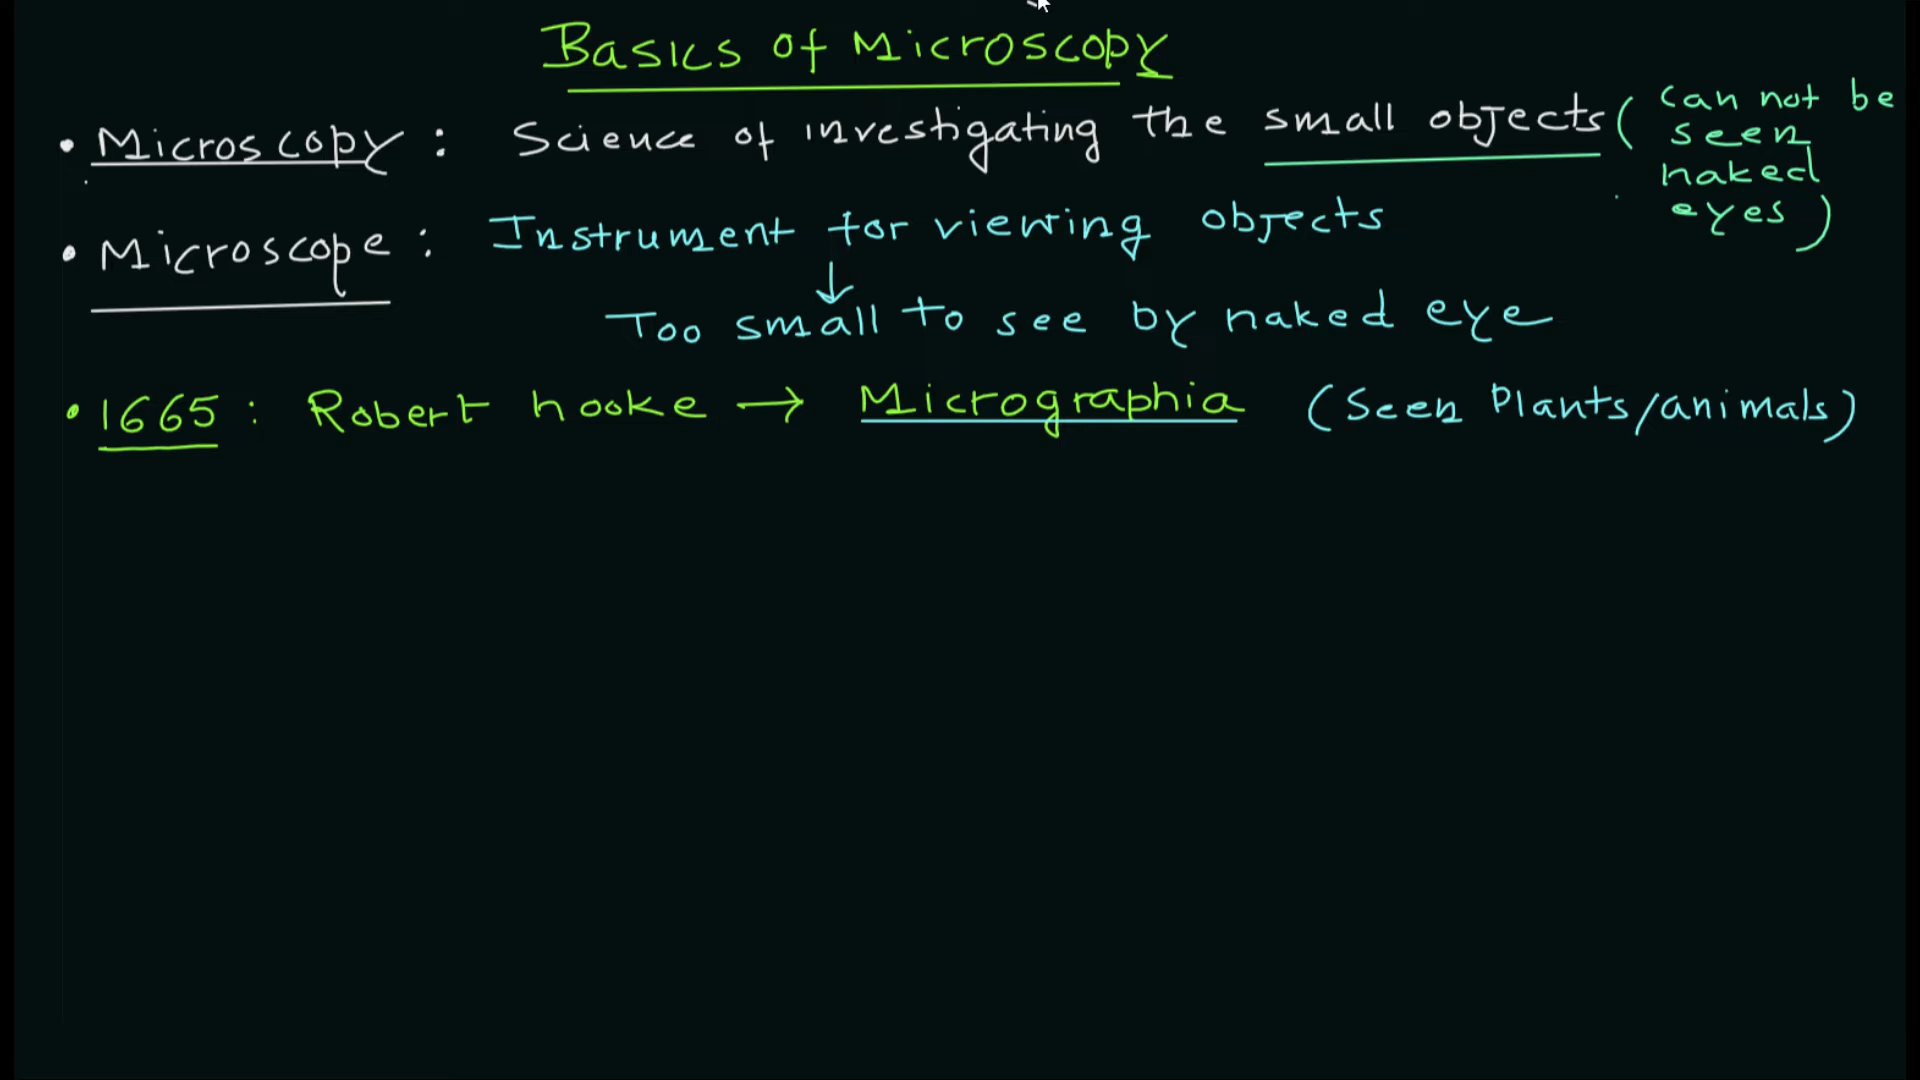 Basics of Microscopy
• Microscopy : Science of investigating the small objects (can not be
seen
naked
eyes)
• Microscope : Instrument for viewing objects
↓
Too small to see by naked eye
• 1665 : Robert hooke → Micrographia (Seen Plants/animals)